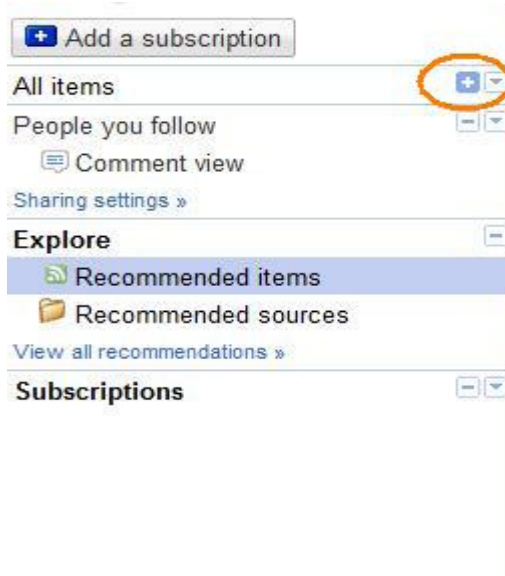 Add a subscription
All items
People you follow
Comment view
Sharing settings »
Explore
Recommended items
Recommended sources
View all recommendations »
Subscriptions